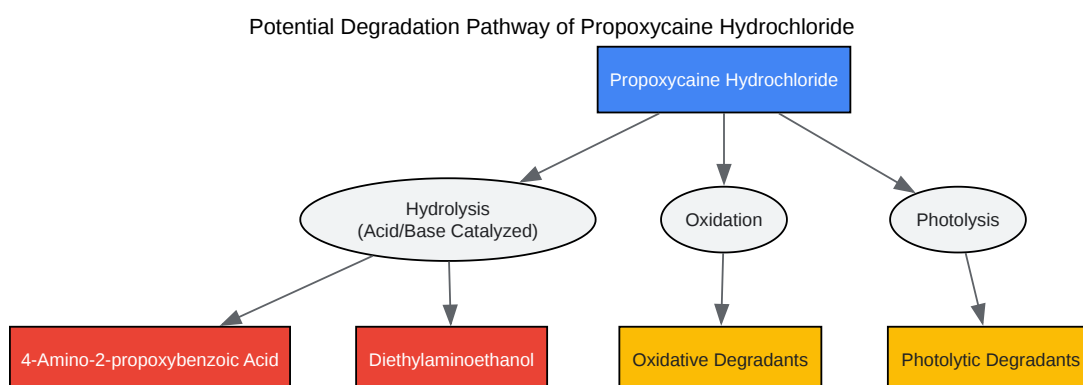 Potential Degradation Pathway of Propoxycaine Hydrochloride
Propoxycaine Hydrochloride
Hydrolysis
(Acid/Base Catalyzed)
Oxidation
Photolysis
4-Amino-2-propoxybenzoic Acid
Diethylaminoethanol
Oxidative Degradants
Photolytic Degradants